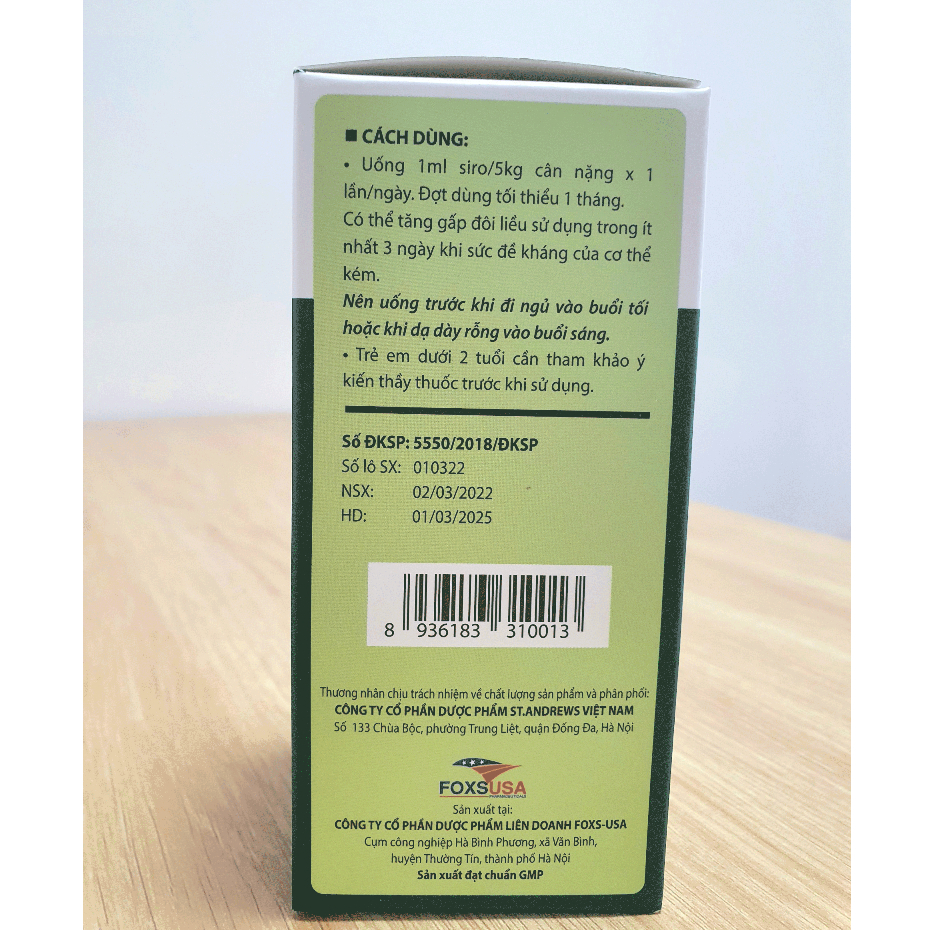 ■ CÁCH DÙNG:
• Uống 1ml siro/5kg cân nặng x 1
lần/ngày. Đợt dùng tối thiểu 1 tháng.
Có thể tăng gấp đôi liều sử dụng trong ít
nhất 3 ngày khi sức đề kháng của cơ thể
kém.
Nên uống trước khi đi ngủ vào buổi tối
hoặc khi dạ dày rỗng vào buổi sáng.
• Trẻ em dưới 2 tuổi cần tham khảo ý
kiến thầy thuốc trước khi sử dụng.
Số ĐKSP: 5550/2018/ĐKSP
Số lô SX: 010322
NSX: 02/03/2022
HD: 01/03/2025
8 936183 310013
Thương nhân chịu trách nhiệm về chất lượng sản phẩm và phân phối:
CÔNG TY CỔ PHẦN DƯỢC PHẨM ST.ANDREWS VIỆT NAM
Số 133 Chùa Bộc, phường Trung Liệt, quận Đống Đa, Hà Nội
FOXSUSA
PHARMACEUTICALS
Sản xuất tại:
CÔNG TY CỔ PHẦN DƯỢC PHẨM LIÊN DOANH FOXS-USA
Cụm công nghiệp Hà Bình Phương, xã Văn Bình,
huyện Thường Tín, thành phố Hà Nội
Sản xuất đạt chuẩn GMP